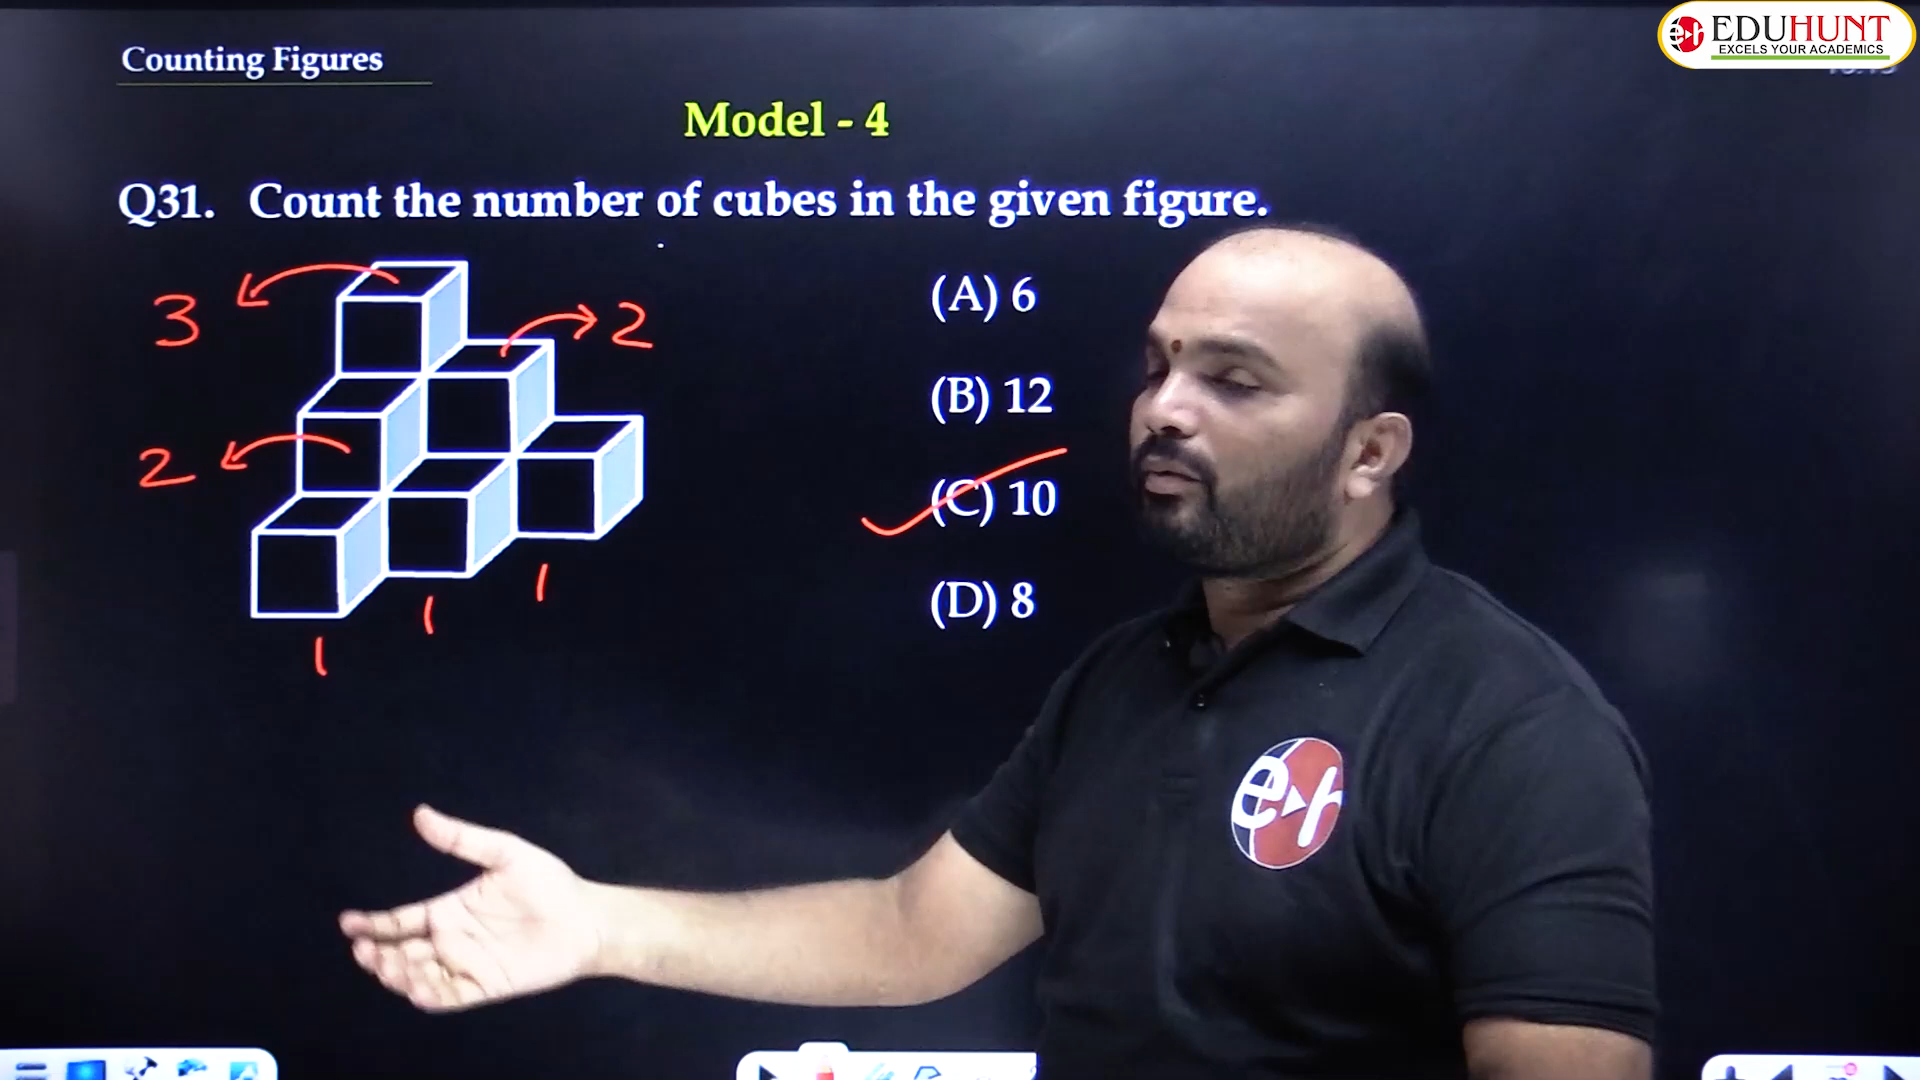 EDUHUNT
EXCELS YOUR ACADEMICS
Counting Figures
Model - 4
Q31. Count the number of cubes in the given figure.
3
2
2
1
1
1
(A) 6
(B) 12
(C) 10
(D) 8